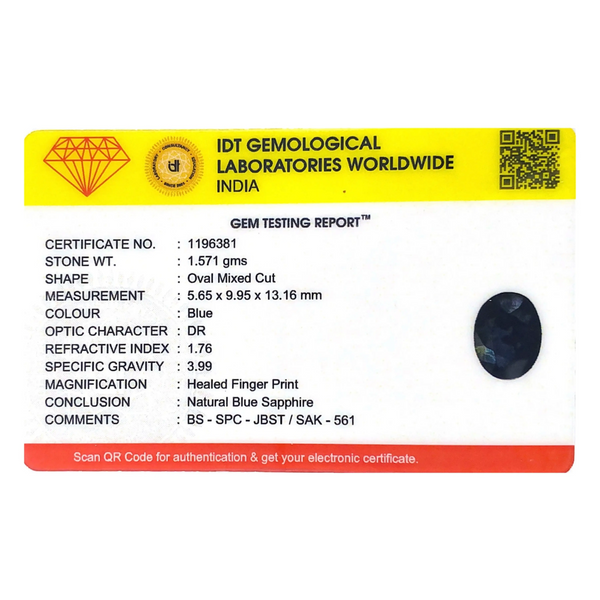 IDT GEMOLOGICAL
LABORATORIES WORLDWIDE
INDIA
idt
GEM TESTING REPORT™
CERTIFICATE NO. : 1196381
STONE WT. : 1.571 gms
SHAPE : Oval Mixed Cut
MEASUREMENT : 5.65 x 9.95 x 13.16 mm
COLOUR : Blue
OPTIC CHARACTER : DR
REFRACTIVE INDEX : 1.76
SPECIFIC GRAVITY : 3.99
MAGNIFICATION : Healed Finger Print
CONCLUSION : Natural Blue Sapphire
COMMENTS : BS - SPC - JBST / SAK - 561
Scan QR Code for authentication & get your electronic certificate.